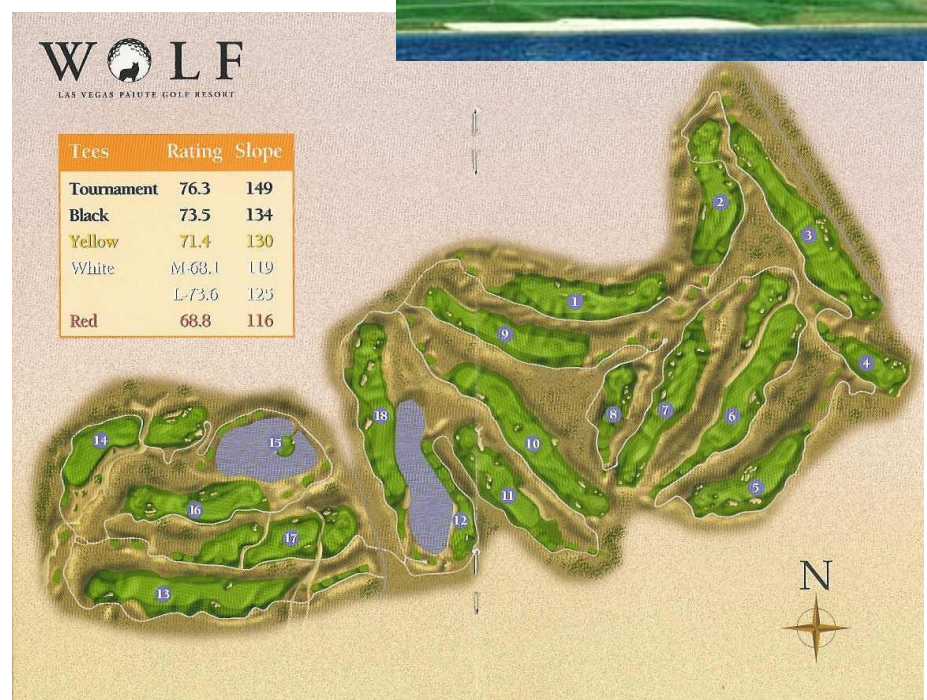 WOLF
LAS VEGAS PAIUTE GOLF RESORT
Tees Rating Slope
Tournament 76.3 149
Black 73.5 134
Yellow 71.4 130
White M-68.1 119
L-73.6 125
Red 68.8 116
2
3
1
9
4
8
7
6
18
14
15
10
5
11
16
12
17
13
N